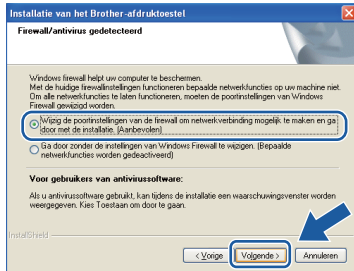 Installatie van het Brother-afdruktoestel
Firewall/antivirus gedetecteerd
Windows firewall helpt uw computer te beschermen.
Met de huidige firewallinstellingen functioneren bepaalde netwerkfuncties op uw machine niet.
Om alle netwerkfuncties te laten functioneren, moeten de poortinstellingen van Windows
Firewall gewijzigd worden.
Wijzig de poortinstellingen van de firewall om netwerkverbinding mogelijk te maken en ga
door met de installatie. (Aanbevolen)
Ga door zonder de instellingen van Windows Firewall te wijzigen. (Bepaalde
netwerkfuncties worden gedeactiveerd)
Voor gebruikers van antivirussoftware:
Als u antivirussoftware gebruikt, kan tijdens de installatie een waarschuwingsvenster worden
weergegeven. Kies Toestaan om door te gaan.
InstallShield
< Vorige
Volgende >
Annuleren